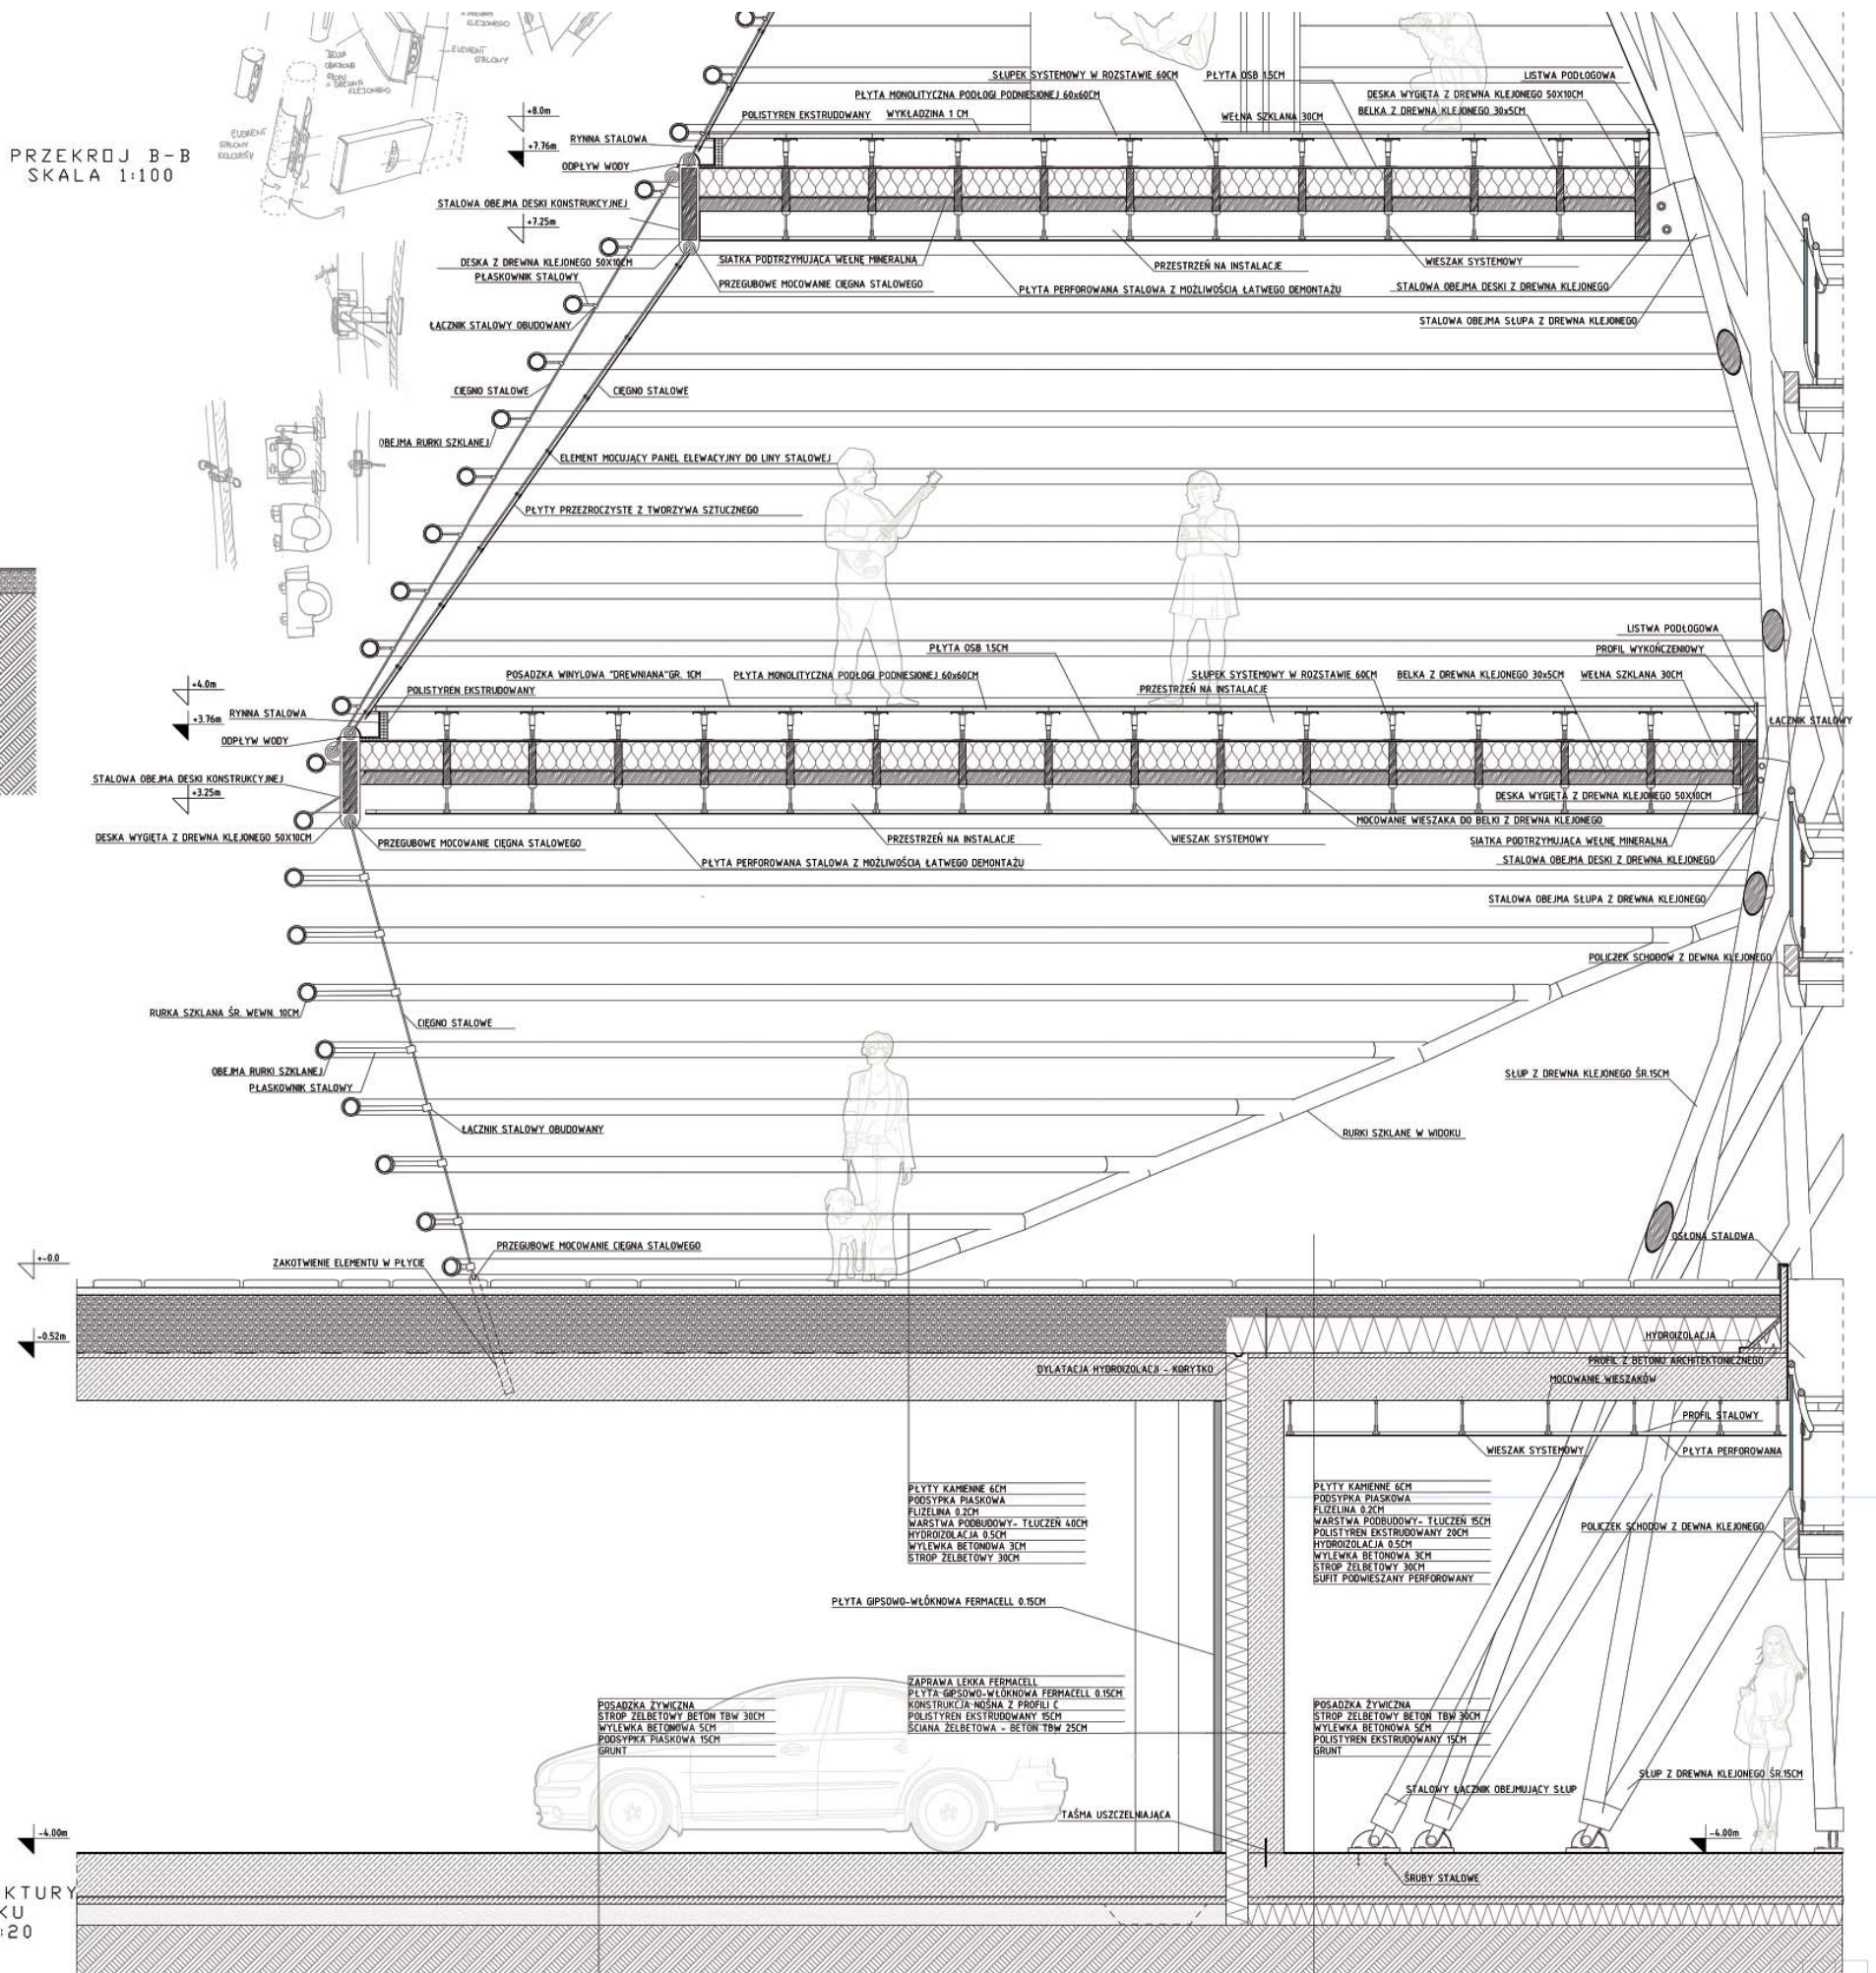 KLEJONEGO
ELEMENT
STALOWY
KLEJONEGO
ELEMENT
SŁUPEK SYSTEMOWY W ROZSTAWIE 60CM
PŁYTA OSB 1.5CM
LISTWA PODŁOGOWA
PŁYTA MONOLITYCZNA PODŁOGI PODNIESIONEJ 60x60CM
DESKA WYGIĘTA Z DREWNA KLEJONEGO 50X10CM
+8.0m
POLISTYREN EKSTRUDOWANY
WYKŁADZINA 1 CM
WEŁNA SZKLANA 30CM
BELKA Z DREWNA KLEJONEGO 30x5CM
PRZEKRÓJ B-B
SKALA 1:100
RYNNA STALOWA
+7.76m
ODPŁYW WODY
STALOWA OBEJMA DESKI KONSTRUKCYJNEJ
+7.25m
DESKA Z DREWNA KLEJONEGO 50X10CM
SIATKA PODTRZYMUJĄCA WEŁNĘ MINERALNĄ
PRZESTRZEŃ NA INSTALACJE
WIESZAK SYSTEMOWY
PŁASKOWNIK STALOWY
PRZEGUBOWE MOCOWANIE CIĘGNA STALOWEGO
PŁYTA PERFOROWANA STALOWA Z MOŻLIWOŚCIĄ ŁATWEGO DEMONTAŻU
STALOWA OBEJMA DESKI Z DREWNA KLEJONEGO
ŁĄCZNIK STALOWY OBUDOWANY
STALOWA OBEJMA SŁUPA Z DREWNA KLEJONEGO
CIĘGNO STALOWE
CIĘGNO STALOWE
OBEJMA RURKI SZKLANEJ
ELEMENT MOCUJĄCY PANEL ELEWACYJNY DO LINY STALOWEJ
PŁYTY PRZEZROCZYSTE Z TWORZYWA SZTUCZNEGO
LISTWA PODŁOGOWA
PŁYTA OSB 1.5CM
PROFIL WYKOŃCZENIOWY
+4.0m
POSADZKA WINYLOWA "DREWNIANA"GR. 1CM
PŁYTA MONOLITYCZNA PODŁOGI PODNIESIONEJ 60x60CM
SŁUPEK SYSTEMOWY W ROZSTAWIE 60CM
BELKA Z DREWNA KLEJONEGO 30x5CM
WEŁNA SZKLANA 30CM
POLISTYREN EKSTRUDOWANY
PRZESTRZEŃ NA INSTALACJE
RYNNA STALOWA
+3.76m
ŁĄCZNIK STALOWY
ODPŁYW WODY
STALOWA OBEJMA DESKI KONSTRUKCYJNEJ
+3.25m
DESKA WYGIĘTA Z DREWNA KLEJONEGO 50X10CM
MOCOWANIE WIESZAKA DO BELKI Z DREWNA KLEJONEGO
DESKA WYGIĘTA Z DREWNA KLEJONEGO 50X10CM
PRZEGUBOWE MOCOWANIE CIĘGNA STALOWEGO
PRZESTRZEŃ NA INSTALACJE
WIESZAK SYSTEMOWY
SIATKA PODTRZYMUJĄCA WEŁNĘ MINERALNĄ
PŁYTA PERFOROWANA STALOWA Z MOŻLIWOŚCIĄ ŁATWEGO DEMONTAŻU
STALOWA OBEJMA DESKI Z DREWNA KLEJONEGO
STALOWA OBEJMA SŁUPA Z DREWNA KLEJONEGO
POLICZEK SCHODOW Z DEWNA KLEJONEGO
RURKA SZKLANA ŚR. WEWN. 10CM
CIĘGNO STALOWE
OBEJMA RURKI SZKLANEJ
PŁASKOWNIK STALOWY
SŁUP Z DREWNA KLEJONEGO ŚR.15CM
ŁĄCZNIK STALOWY OBUDOWANY
RURKI SZKLANE W WIDOKU
OSŁONA STALOWA
PRZEGUBOWE MOCOWANIE CIĘGNA STALOWEGO
+-0.0
ZAKOTWIENIE ELEMENTU W PŁYCIE
-0.52m
HYDROIZOLACJA
DYLATACJA HYDROIZOLACJI - KORYTKO
PROFIL Z BETONU ARCHITEKTONICZNEGO
MOCOWANIE WIESZAKÓW
PROFIL STALOWY
WIESZAK SYSTEMOWY
PŁYTA PERFOROWANA
PŁYTY KAMIENNE 6CM
PODSYPKA PIASKOWA
FLIZELINA 0.2CM
WARSTWA PODBUDOWY- TŁUCZEŃ 40CM
HYDROIZOLACJA 0.5CM
WYLEWKA BETONOWA 3CM
STROP ŻELBETOWY 30CM
PŁYTY KAMIENNE 6CM
PODSYPKA PIASKOWA
FLIZELINA 0.2CM
WARSTWA PODBUDOWY- TŁUCZEŃ 15CM
POLISTYREN EKSTRUDOWANY 20CM
HYDROIZOLACJA 0.5CM
WYLEWKA BETONOWA 3CM
STROP ŻELBETOWY 30CM
SUFIT PODWIESZANY PERFOROWANY
POLICZEK SCHODOW Z DEWNA KLEJONEGO
PŁYTA GIPSOWO-WŁÓKNOWA FERMACELL 0.15CM
ZAPRAWA LEKKA FERMACELL
PŁYTA GIPSOWO-WŁÓKNOWA FERMACELL 0.15CM
KONSTRUKCJA NOŚNA Z PROFILI C
POLISTYREN EKSTRUDOWANY 15CM
ŚCIANA ŻELBETOWA - BETON TBW 25CM
POSADZKA ŻYWICZNA
STROP ZELBETOWY BETON TBW 30CM
WYLEWKA BETONOWA 5CM
PODSYPKA PIASKOWA 15CM
GRUNT
POSADZKA ŻYWICZNA
STROP ZELBETOWY BETON TBW 30CM
WYLEWKA BETONOWA 5CM
POLISTYREN EKSTRUDOWANY 15CM
GRUNT
SŁUP Z DREWNA KLEJONEGO ŚR.15CM
STALOWY ŁĄCZNIK OBEJMUJĄCY SŁUP
TAŚMA USZCZELNIAJĄCA
-4.00m
-4.00m
ŚRUBY STALOWE
KTURY
KU
:20